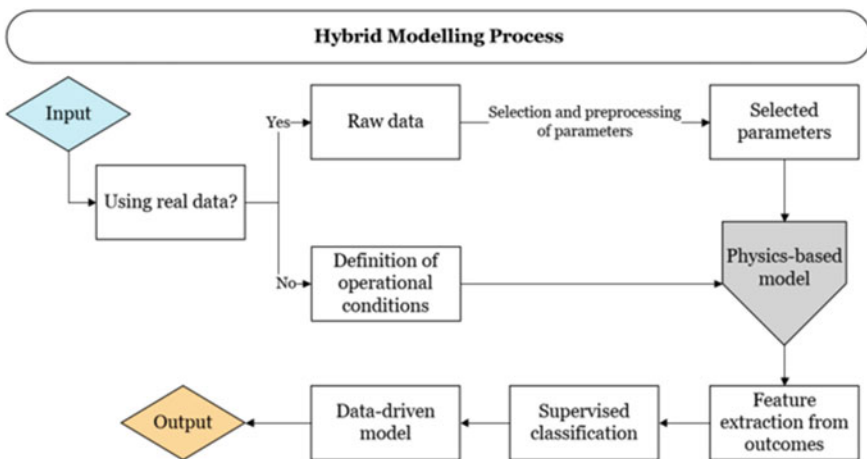 Hybrid Modelling Process
Input
Using real data?
Yes
Raw data
Selection and preprocessing
of parameters
Selected
parameters
No
Definition of
operational
conditions
Physics-based
model
Feature
extraction from
outcomes
Supervised
classification
Data-driven
model
Output